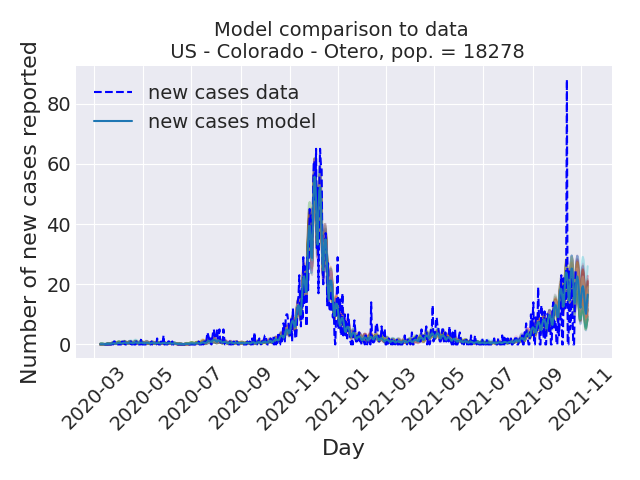 Model comparison to data
US - Colorado - Otero, pop. = 18278
Number of new cases reported
new cases data
new cases model
80
60
40
20
0
2020-03
2020-05
2020-07
2020-09
2020-11
2021-01
2021-03
2021-05
2021-07
2021-09
2021-11
Day